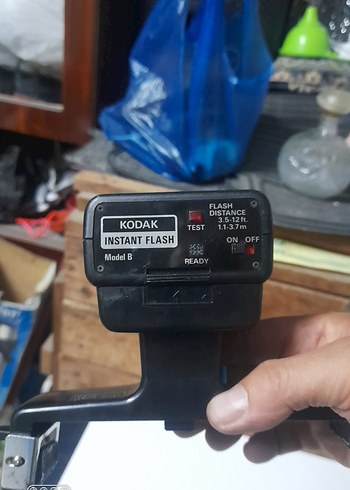 KODAK
INSTANT FLASH
Model B
TEST
FLASH
DISTANCE
3.5-12 ft.
1.1-3.7 m
ON OFF
READY